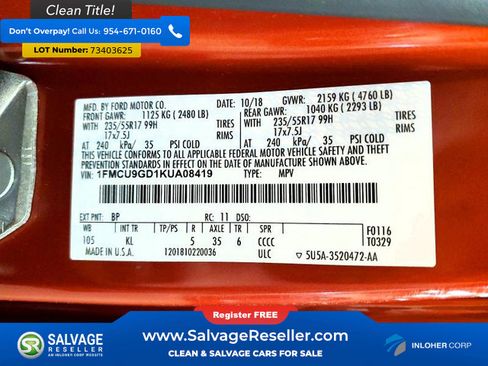 Clean Title!
Don't Overpay! Call Us: 954-671-0160
LOT Number: 73403625
MFD. BY FORD MOTOR CO.
10/18
GVWR: 2159 KG ( 4760 LB)
FRONT GAWR: 1125 KG ( 2480 LB)
REAR GAWR: 1040 KG ( 2293 LB)
WITH
235/55R17 99H TIRES
WITH
235/55R17 99H TIRES
17x7.5J RIMS
17x7.5J RIMS
AT 240 kPa/ 35 PSI COLD
AT 240 kPa/ 35 PSI COLD
THIS VEHICLE CONFORMS TO ALL APPLICABLE FEDERAL MOTOR VEHICLE SAFETY AND THEFT
PREVENTION STANDARDS IN EFFECT ON THE DATE OF MANUFACTURE SHOWN ABOVE.
VIN: 1FMCU9GD1KUA08419
TYPE: MPV
EXT PNT: BP RC: 11 DSO:
WB INT TR TP/PS R AXLE TR SPR
F0116
105 KL 5 35 6 CCCC
T0329
MADE IN U.S.A. 1201810220036 ULC
5U5A-3520472-AA
Register FREE!
SALVAGE RESELLER
AN INLOHER CORP WEBSITE
www.SalvageReseller.com
CLEAN & SALVAGE CARS FOR SALE
INLOHER CORP